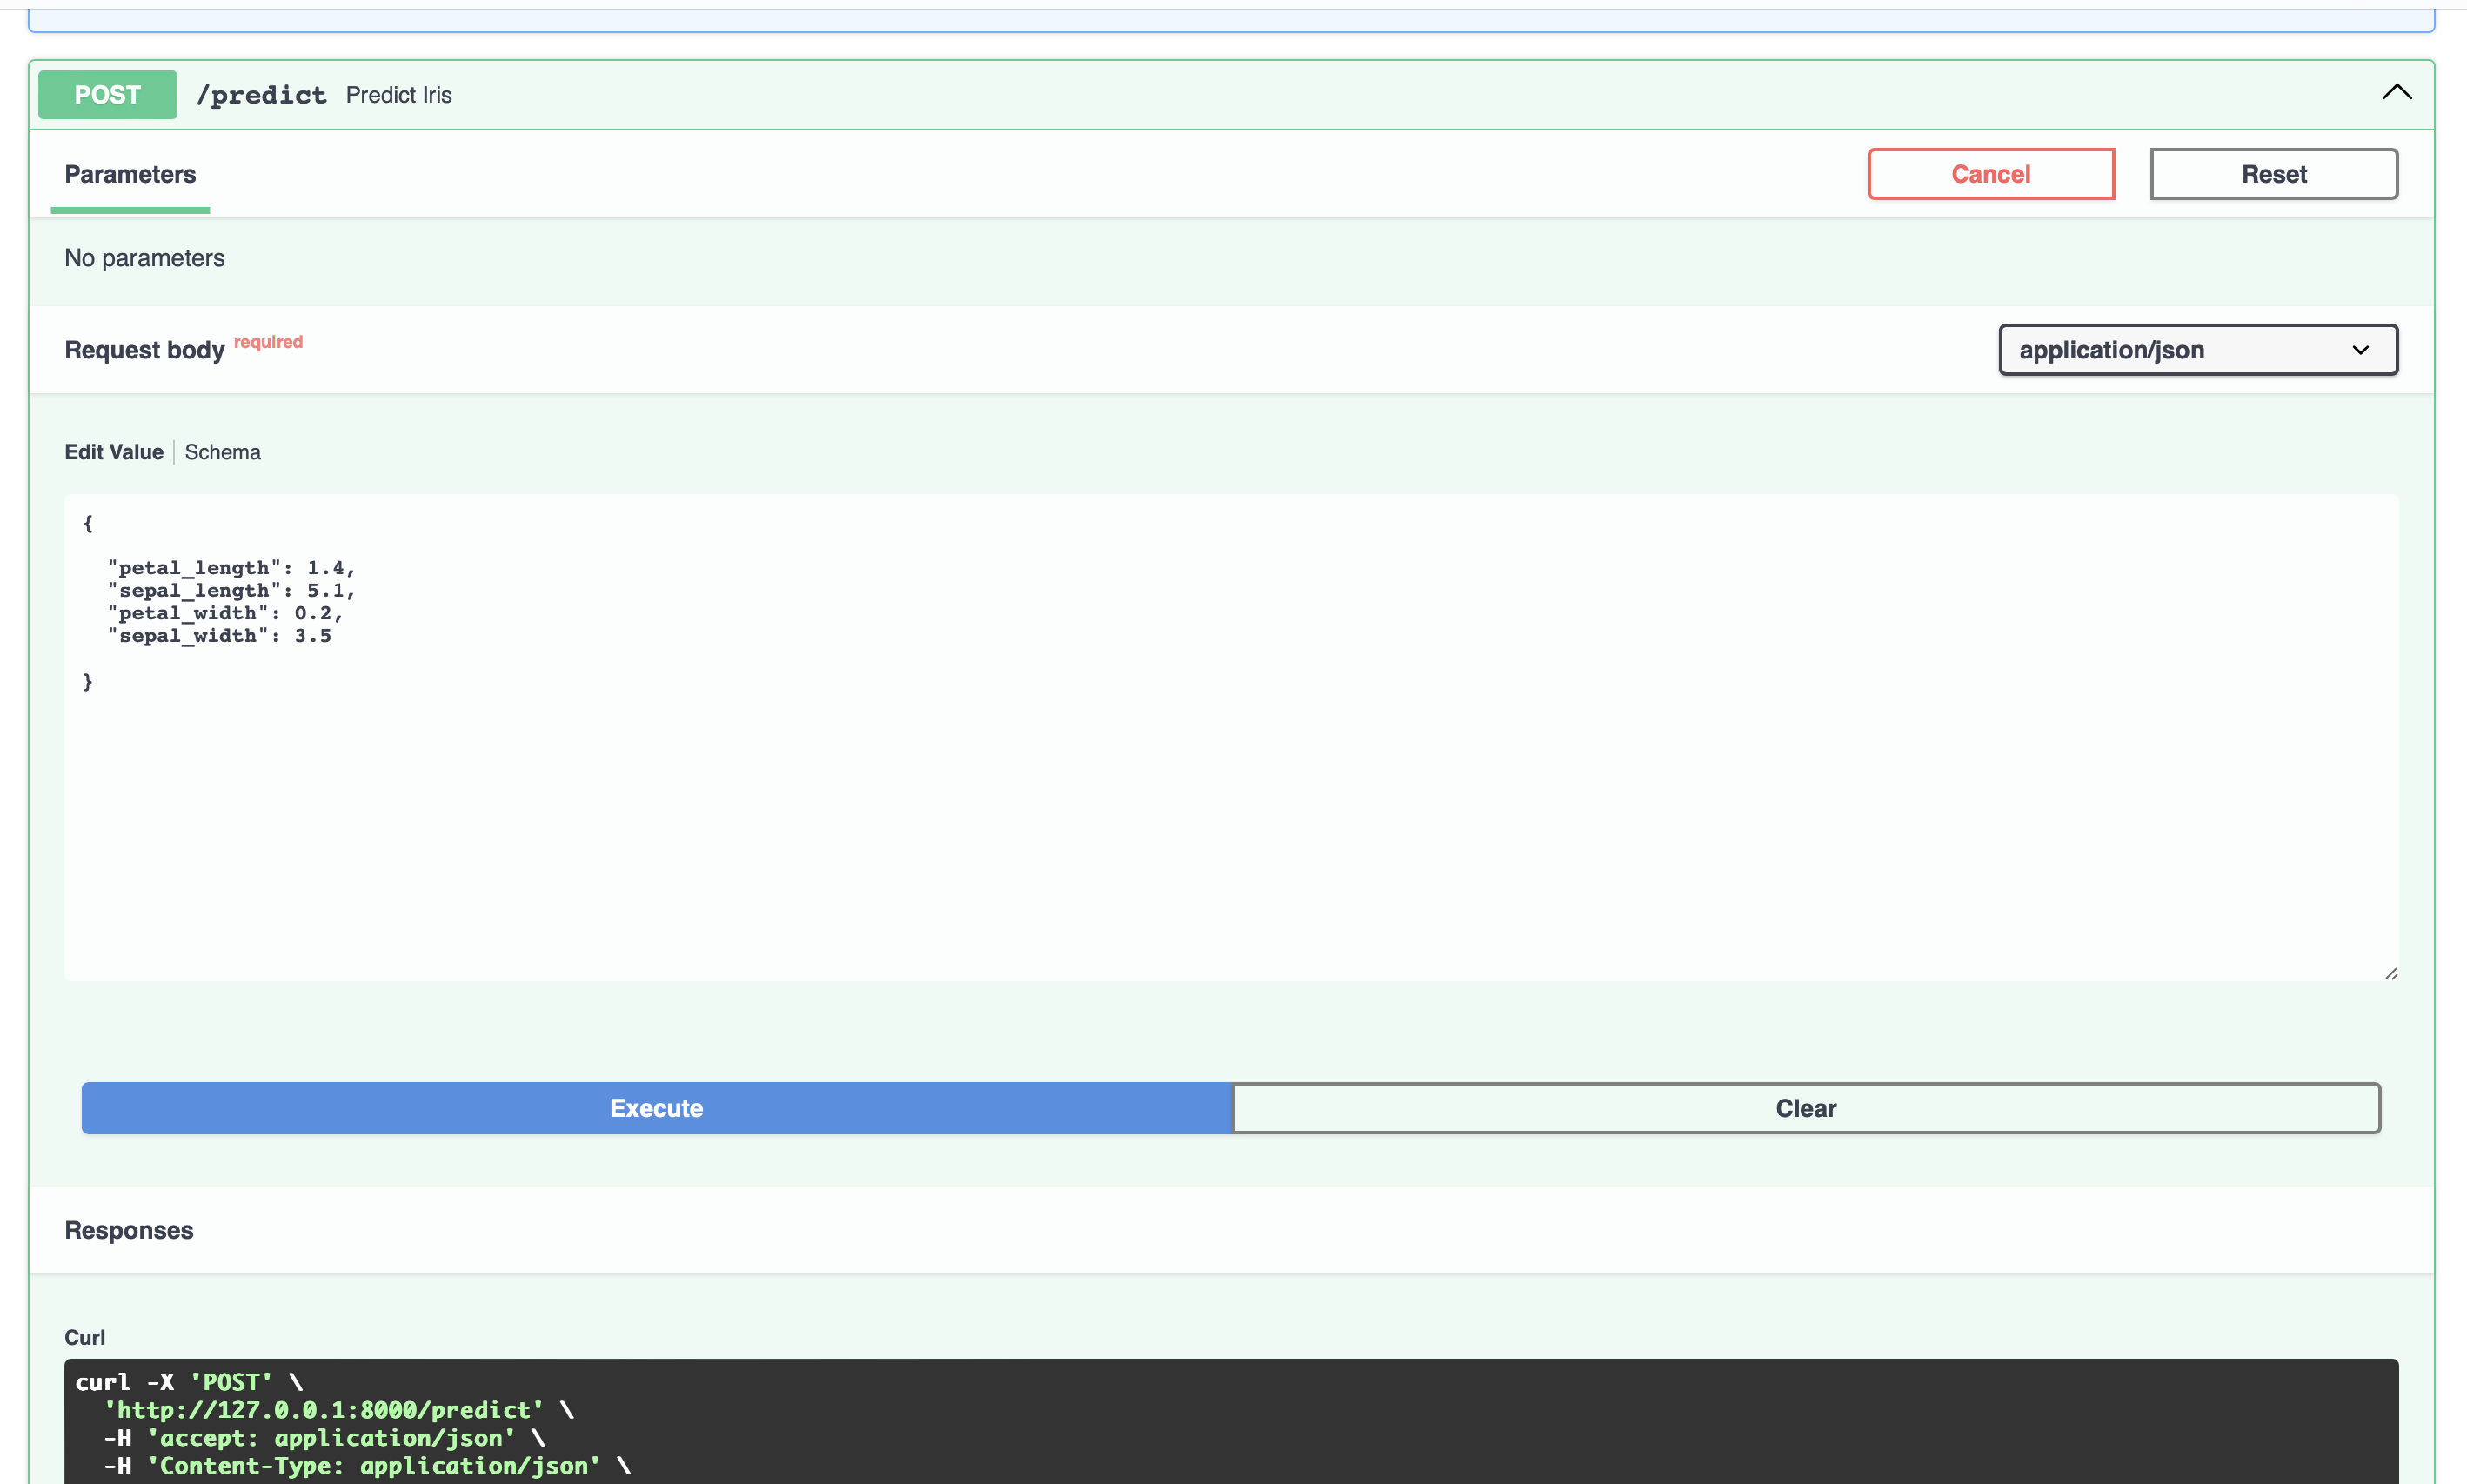 POST /predict Predict Iris
Parameters
Cancel
Reset
No parameters
Request body required
application/json
Edit Value | Schema
{
"petal_length": 1.4,
"sepal_length": 5.1,
"petal_width": 0.2,
"sepal_width": 3.5
}
Execute
Clear
Responses
Curl
curl -X 'POST' \
'http://127.0.0.1:8000/predict' \
-H 'accept: application/json' \
-H 'Content-Type: application/json' \